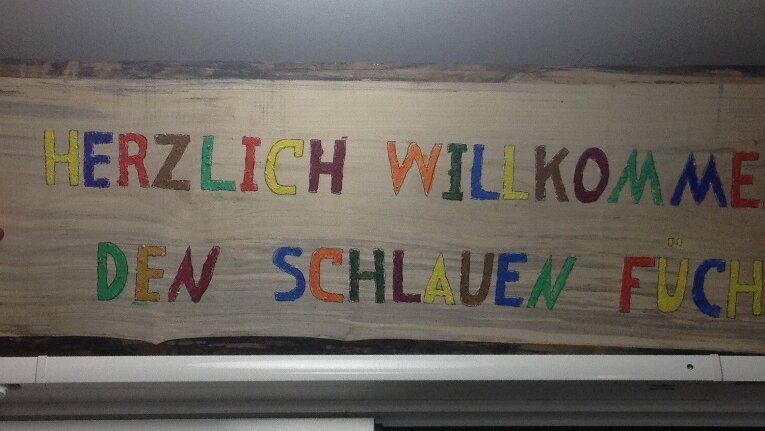 HERZLICH WILLKOMME
DEN SCHLAUEN FÜCH